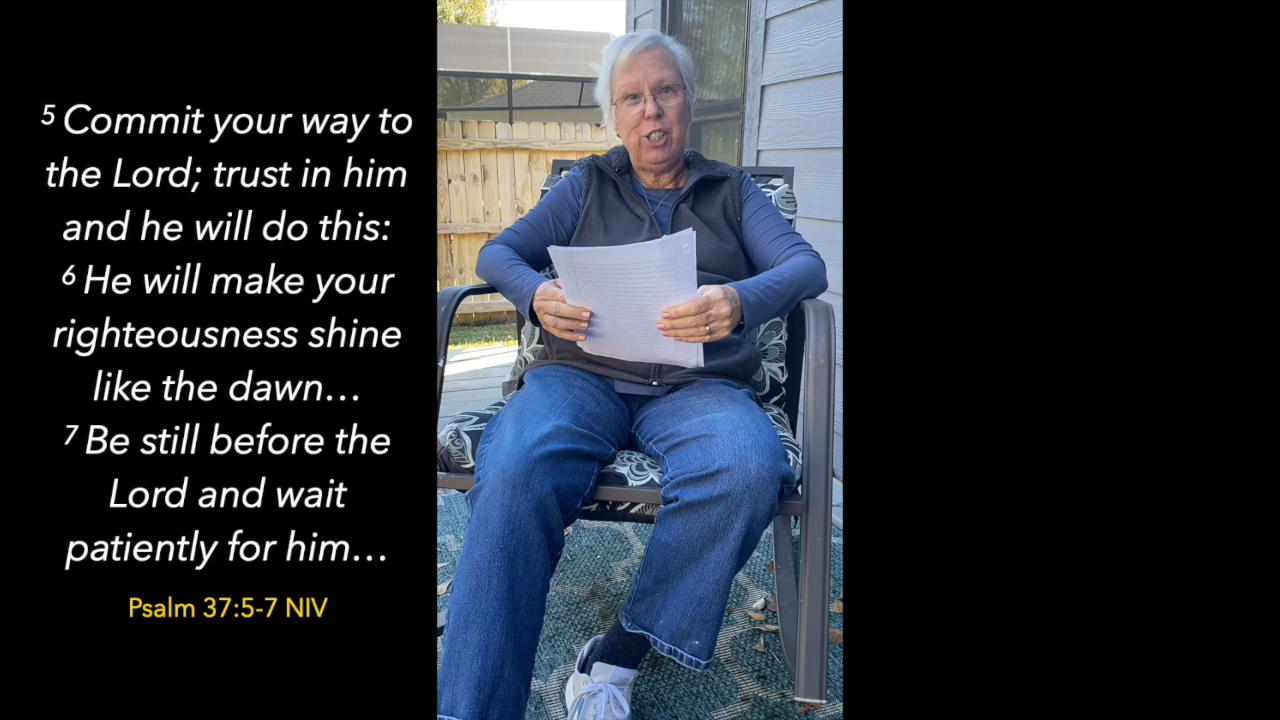 5 Commit your way to
the Lord; trust in him
and he will do this:
6 He will make your
righteousness shine
like the dawn…
7 Be still before the
Lord and wait
patiently for him…
Psalm 37:5-7 NIV